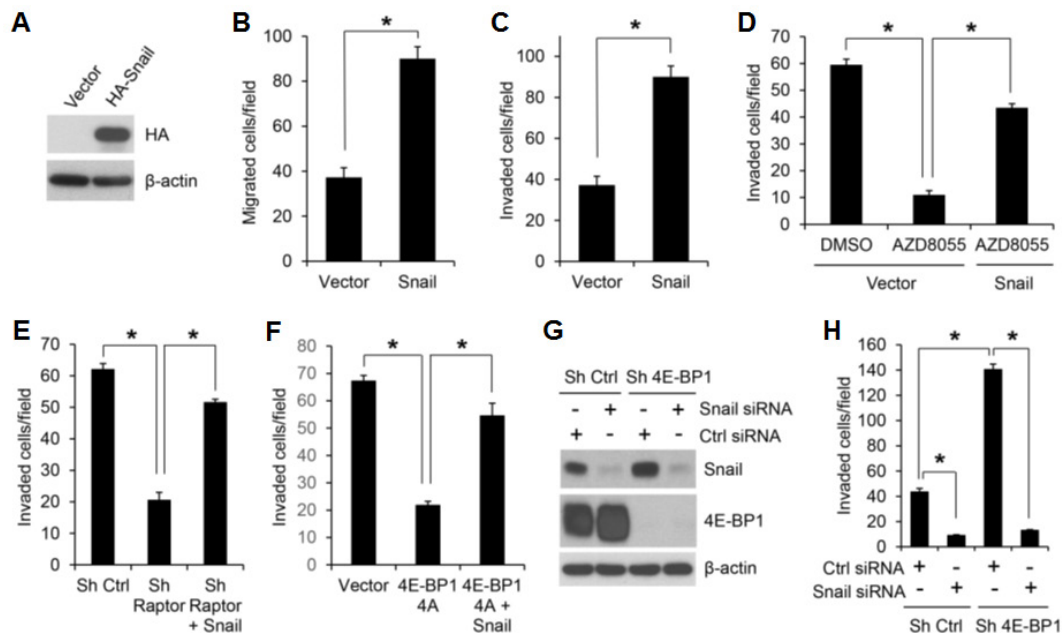 A
Vector
HA-Snail
HA
β-actin
B
Migrated cells/field
100
80
60
40
20
0
*
Vector
Snail
C
Invaded cells/field
100
80
60
40
20
0
*
Vector
Snail
D
Invaded cells/field
70
60
50
40
30
20
10
0
*
*
DMSO
AZD8055
AZD8055
Vector
Snail
E
Invaded cells/field
70
60
50
40
30
20
10
0
*
*
Sh Ctrl
Sh
Raptor
Sh
Raptor
+ Snail
F
Invaded cells/field
80
70
60
50
40
30
20
10
0
*
*
Vector
4E-BP1
4A
4E-BP1
4A +
Snail
G
Sh Ctrl
Sh 4E-BP1
- + - + Snail siRNA
+ - + - Ctrl siRNA
Snail
4E-BP1
β-actin
H
Invaded cells/field
160
140
120
100
80
60
40
20
0
*
*
*
Ctrl siRNA + - + -
Snail siRNA - + - +
Sh Ctrl
Sh 4E-BP1